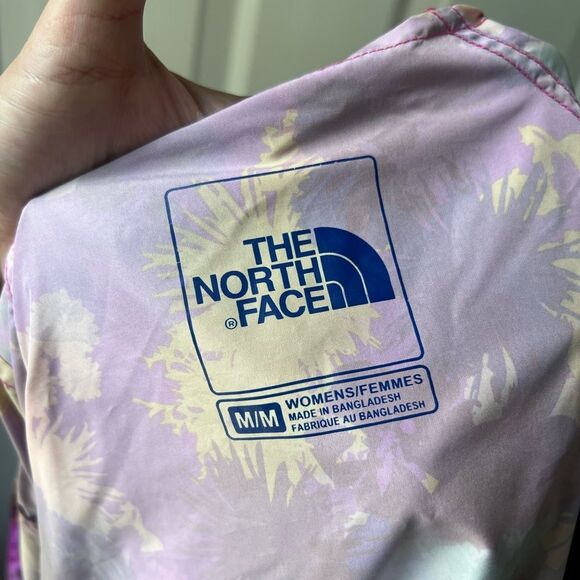 THE
NORTH
® FACE
M/M
WOMENS/FEMMES
MADE IN BANGLADESH
FABRIQUE AU BANGLADESH